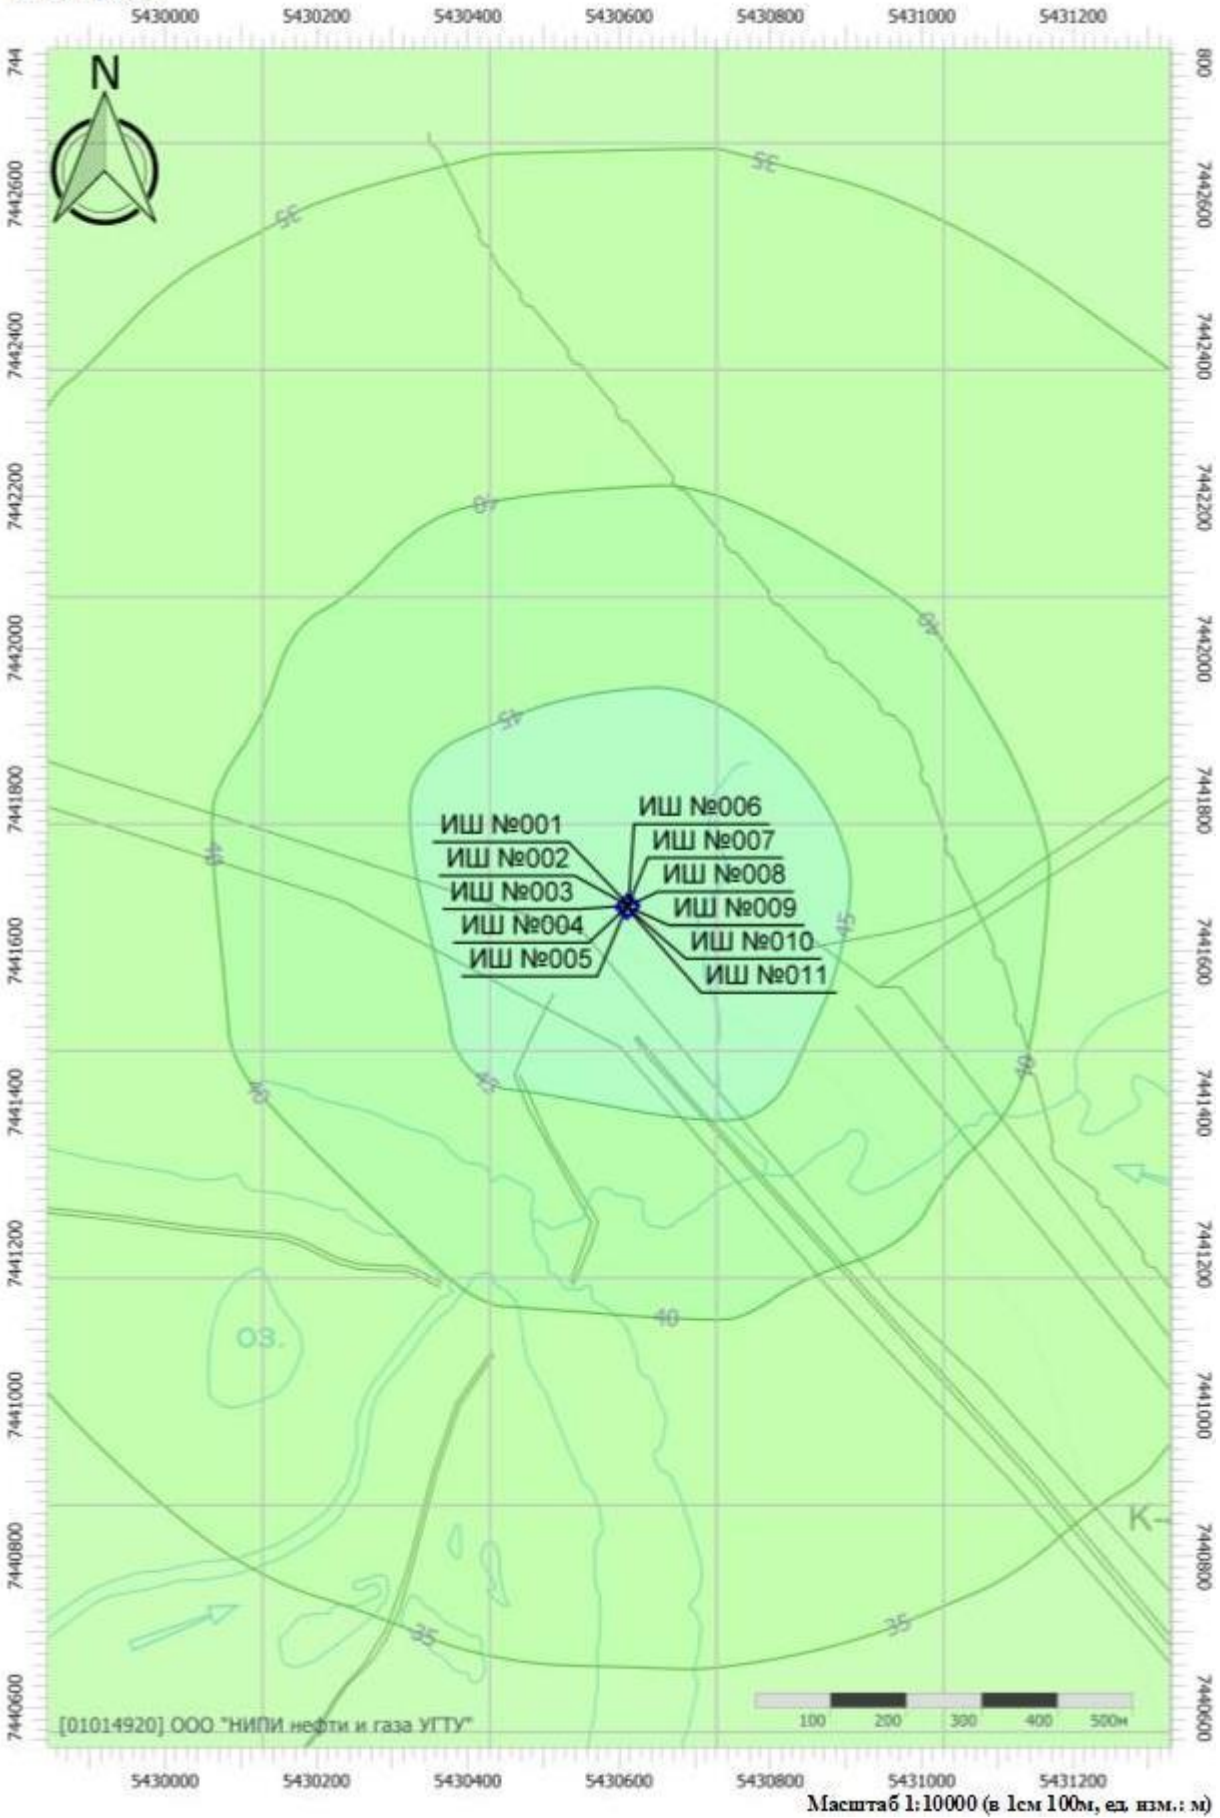 5430000 5430200 5430400 5430600 5430800 5431000 5431200
744 800
N
35
35
7442600 7442600
7442400 7442400
7442200 7442200
40
40
7442000 7442000
45
7441800 7441800
ИШ №006
ИШ №001
ИШ №007
40
ИШ №002
ИШ №008
ИШ №003
ИШ №009
45
ИШ №004
ИШ №010
ИШ №005
ИШ №011
7441600 7441600
40
45
40
7441400 7441400
7441200 7441200
40
оз.
7441000 7441000
К-
7440800 7440800
35
35
7440600 7440600
[01014920] ООО "НИПИ нефти и газа УГТУ"
100 200 300 400 500м
5430000 5430200 5430400 5430600 5430800 5431000 5431200
Масштаб 1:10000 (в 1см 100м, ед. изм.: м)